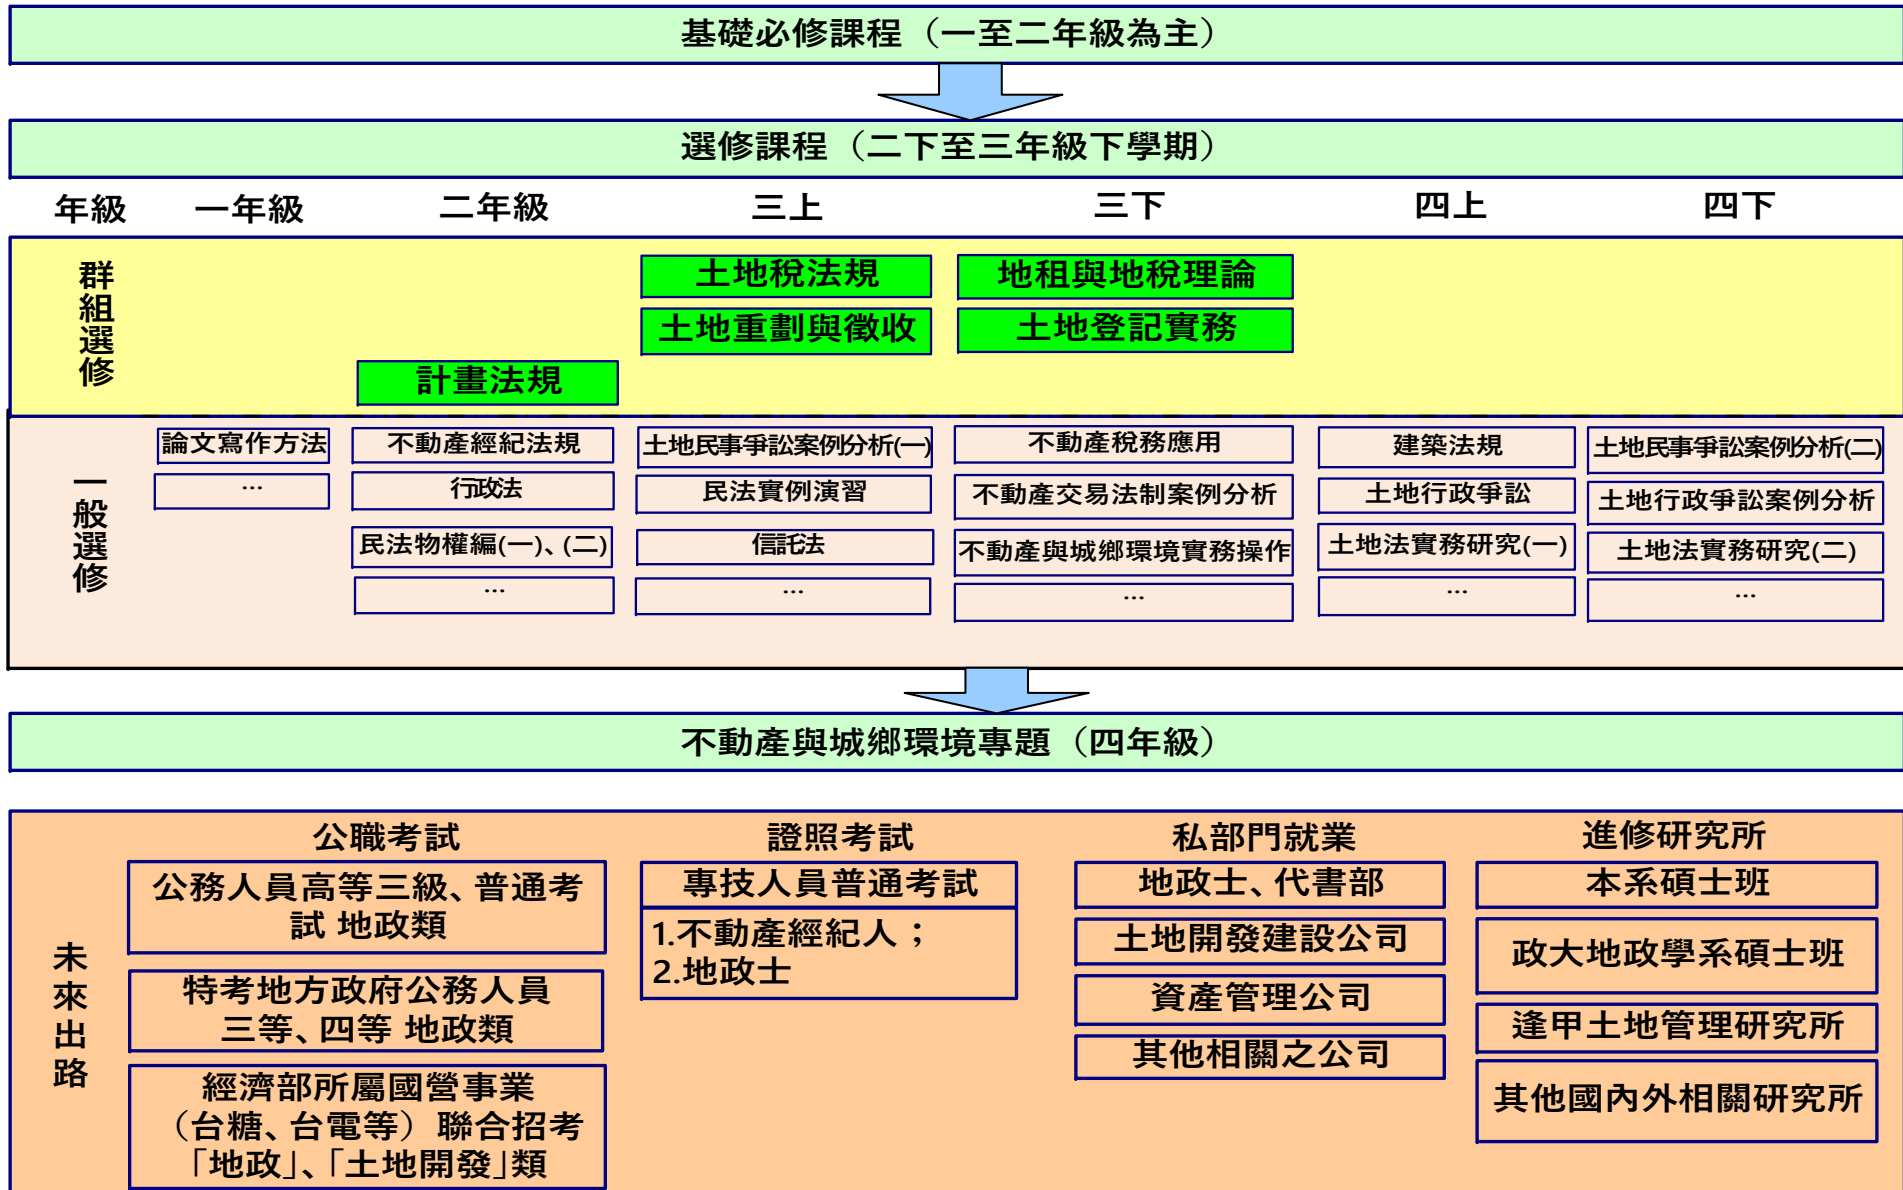 基礎必修課程（一至二年級為主）
選修課程（二下至三年級下學期）
年級 一年級 二年級 三上 三下 四上 四下
群組選修
土地稅法規 地租與地稅理論
土地重劃與徵收 土地登記實務
計畫法規
一般選修
論文寫作方法 不動產經紀法規 土地民事爭訟案例分析(一) 不動產稅務應用 建築法規 土地民事爭訟案例分析(二)
… 行政法 民法實例演習 不動產交易法制案例分析 土地行政爭訟 土地行政爭訟案例分析
民法物權編(一)、(二) 信託法 不動產與城鄉環境實務操作 土地法實務研究(一) 土地法實務研究(二)
… … … … …
不動產與城鄉環境專題（四年級）
未來出路
公職考試
公務人員高等三級、普通考
試 地政類
特考地方政府公務人員
三等、四等 地政類
經濟部所屬國營事業
（台糖、台電等）聯合招考
「地政」、「土地開發」類
證照考試
專技人員普通考試
1.不動產經紀人；
2.地政士
私部門就業
地政士、代書部
土地開發建設公司
資產管理公司
其他相關之公司
進修研究所
本系碩士班
政大地政學系碩士班
逢甲土地管理研究所
其他國內外相關研究所